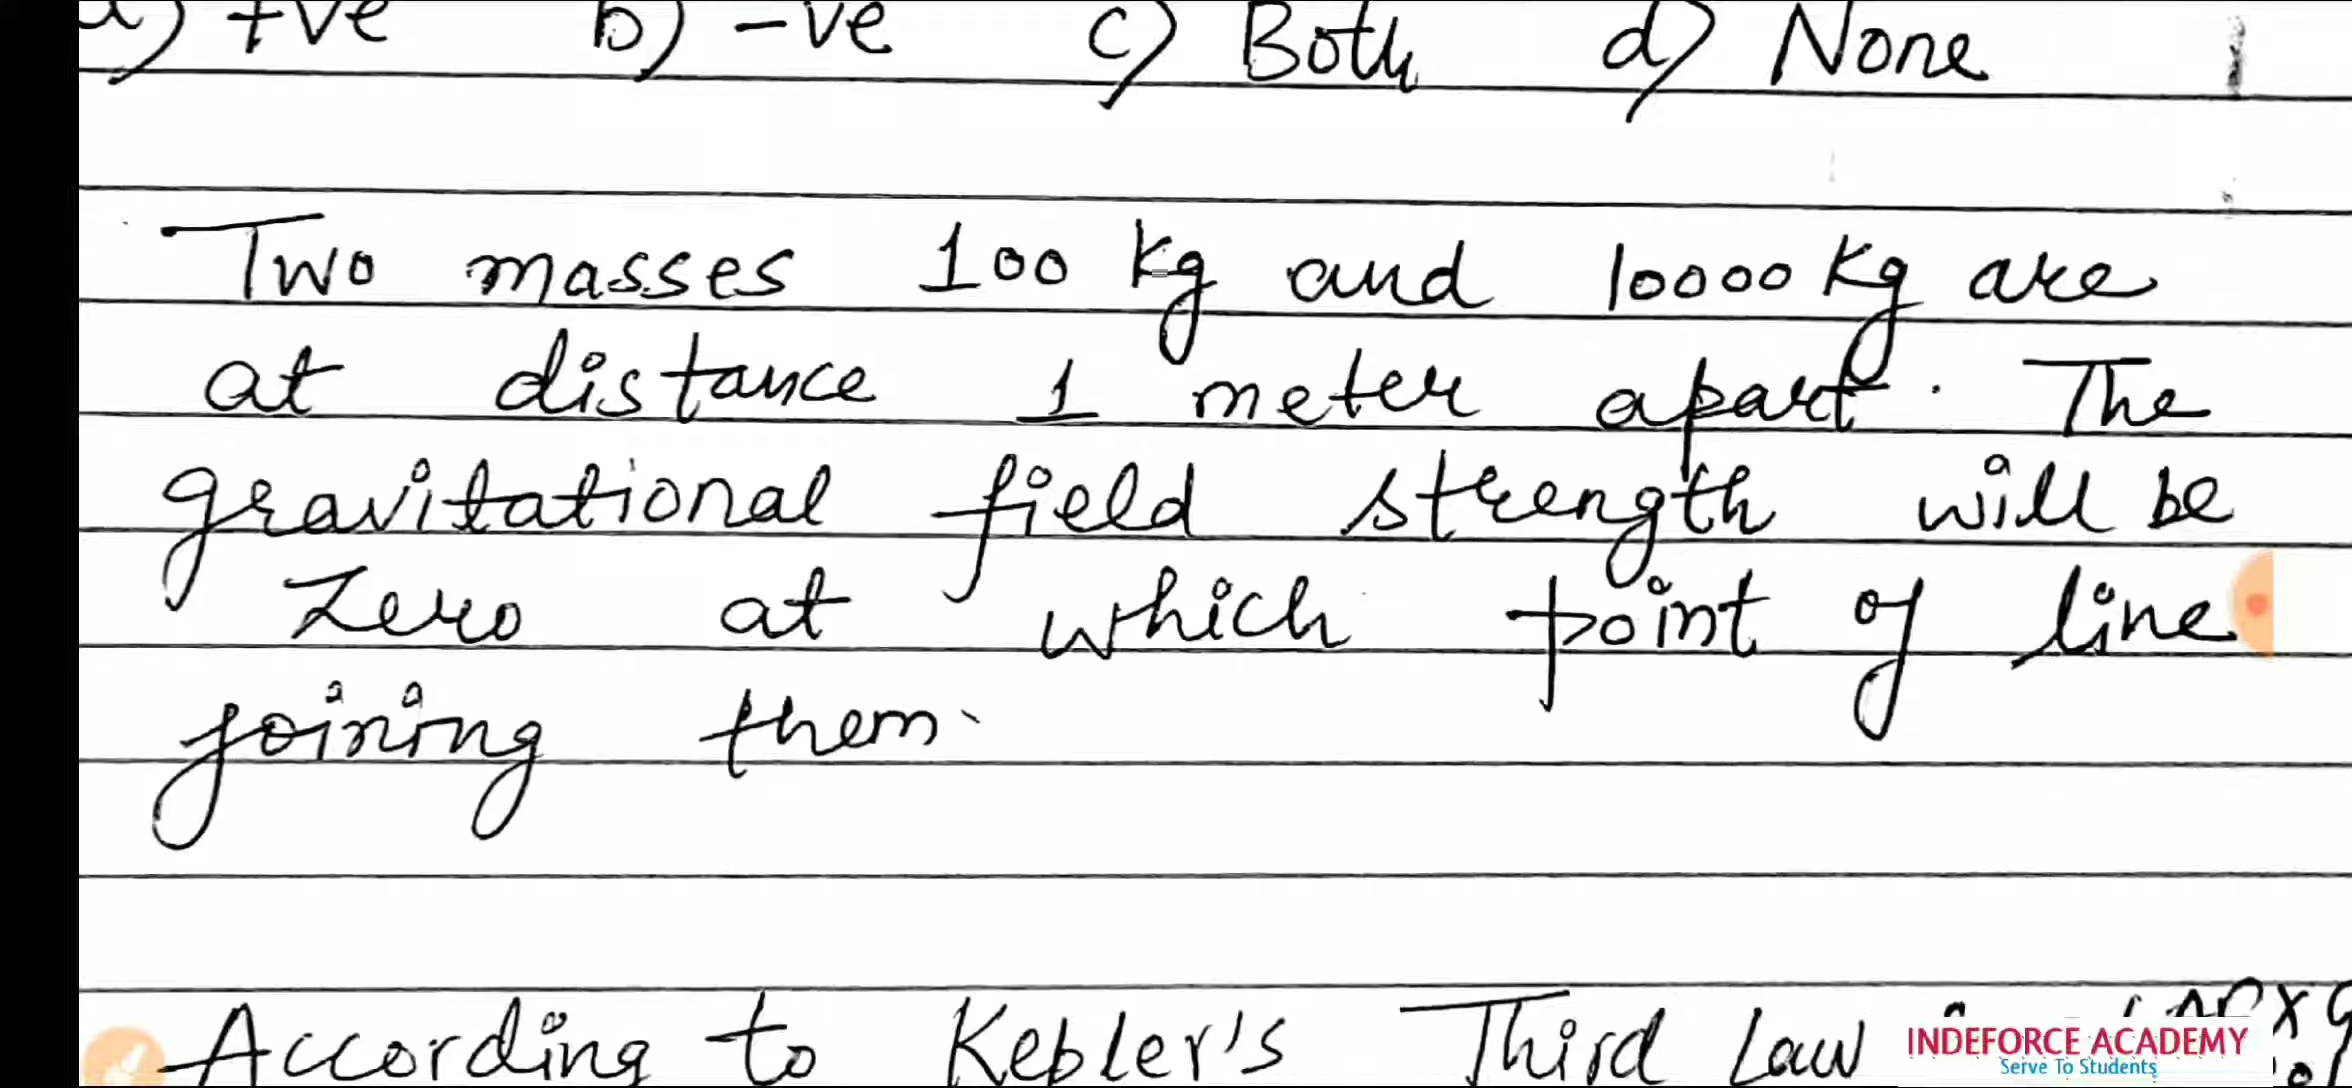 a) +ve b) -ve c) Both d) None
Two masses 100 kg and 10000 kg are
at distance 1 meter apart. The
gravitational field strength will be
Zero at which point of line
joining them.
According to Kebler's Third Law
INDEFORCE ACADEMY
Serve To Students